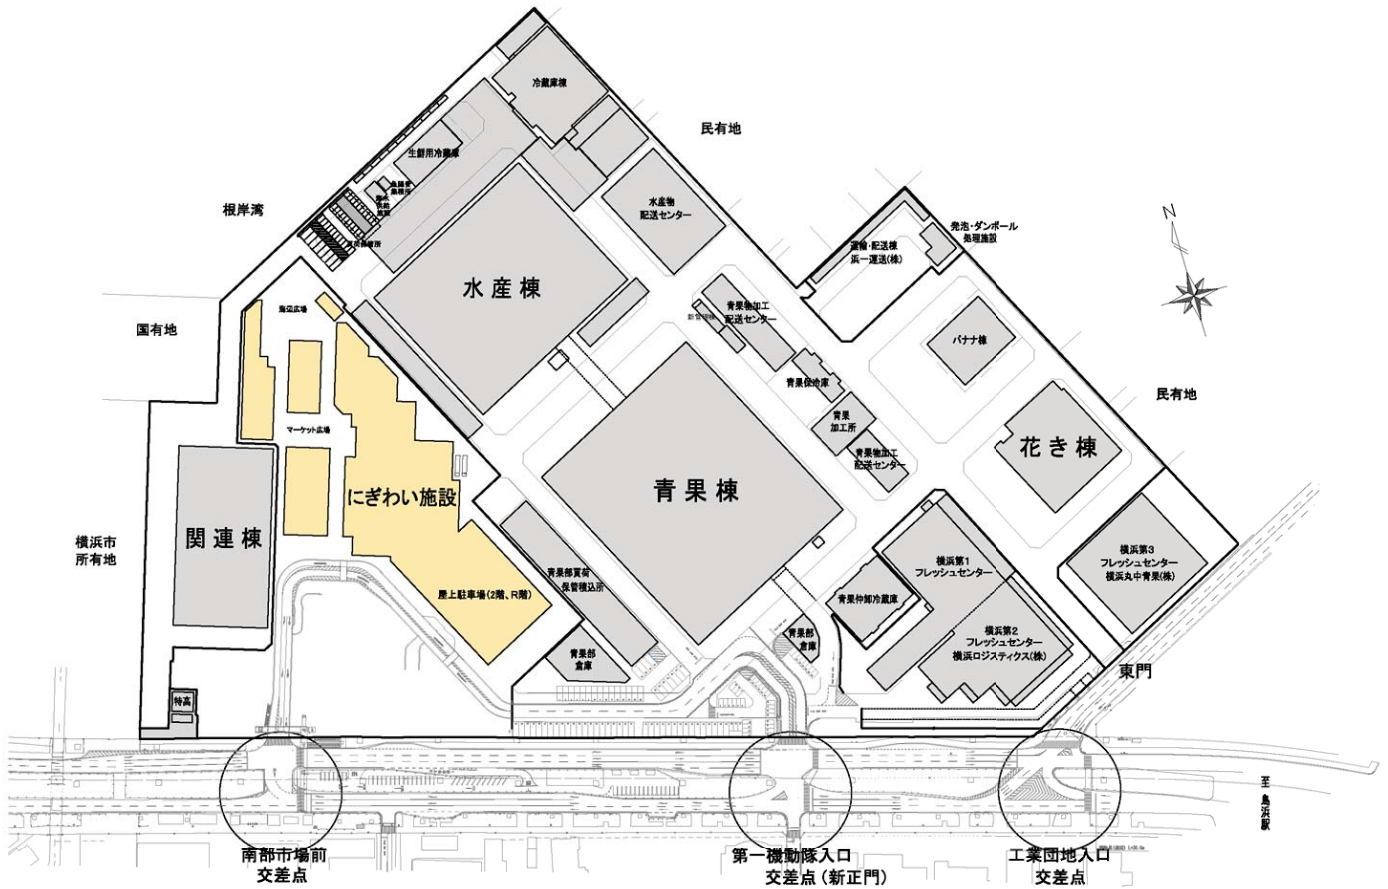 冷蔵庫棟
民有地
生鮮用冷蔵庫
根岸湾
水産物
配送センター
発泡・ダンボール
処理施設
運輸・配送棟
浜一運送(株)
N
水産棟
海辺広場
国有地
青果物加工
配送センター
新管理棟
バナナ棟
青果保冷庫
民有地
青果
加工所
マーケット広場
花き棟
青果物加工
配送センター
青果棟
にぎわい施設
関連棟
横浜市
所有地
横浜第1
フレッシュセンター
横浜第3
フレッシュセンター
横浜丸中青果(株)
青果部買荷
保管積込所
屋上駐車場(2階、R階)
青果仲卸冷蔵庫
横浜第2
フレッシュセンター
横浜ロジスティクス(株)
青果部
倉庫
青果部
倉庫
東門
特高
至 鳥浜駅
南部市場前
交差点
第一機動隊入口
交差点(新正門)
工業団地入口
交差点